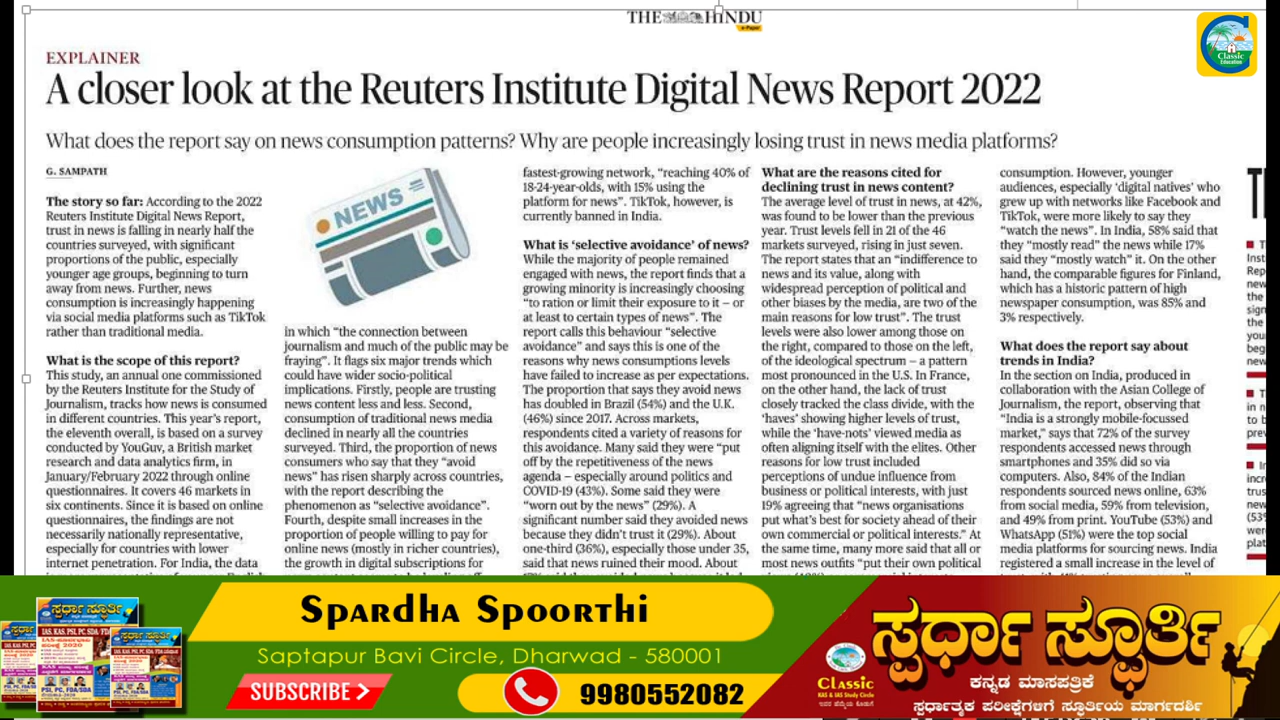 THE HINDU
e-Paper
Classic
Education
EXPLAINER
A closer look at the Reuters Institute Digital News Report 2022
What does the report say on news consumption patterns? Why are people increasingly losing trust in news media platforms?
G. SAMPATH
The story so far: According to the 2022
Reuters Institute Digital News Report,
trust in news is falling in nearly half the
countries surveyed, with significant
proportions of the public, especially
younger age groups, beginning to turn
away from news. Further, news
consumption is increasingly happening
via social media platforms such as TikTok
rather than traditional media.
What is the scope of this report?
This study, an annual one commissioned
by the Reuters Institute for the Study of
Journalism, tracks how news is consumed
in different countries. This year's report,
the eleventh overall, is based on a survey
conducted by YouGuv, a British market
research and data analytics firm, in
January/February 2022 through online
questionnaires. It covers 46 markets in
six continents. Since it is based on online
questionnaires, the findings are not
necessarily nationally representative,
especially for countries with lower
internet penetration. For India, the data
NEWS
in which "the connection between
journalism and much of the public may be
fraying". It flags six major trends which
could have wider socio-political
implications. Firstly, people are trusting
news content less and less. Second,
consumption of traditional news media
declined in nearly all the countries
surveyed. Third, the proportion of news
consumers who say that they "avoid
news" has risen sharply across countries,
with the report describing the
phenomenon as "selective avoidance".
Fourth, despite small increases in the
proportion of people willing to pay for
online news (mostly in richer countries),
the growth in digital subscriptions for
fastest-growing network, "reaching 40% of
18-24-year-olds, with 15% using the
platform for news". TikTok, however, is
currently banned in India.
What is 'selective avoidance' of news?
While the majority of people remained
engaged with news, the report finds that a
growing minority is increasingly choosing
"to ration or limit their exposure to it – or
at least to certain types of news". The
report calls this behaviour "selective
avoidance" and says this is one of the
reasons why news consumptions levels
have failed to increase as per expectations.
The proportion that says they avoid news
has doubled in Brazil (54%) and the U.K.
(46%) since 2017. Across markets,
respondents cited a variety of reasons for
this avoidance. Many said they were "put
off by the repetitiveness of the news
agenda – especially around politics and
COVID-19 (43%). Some said they were
"worn out by the news" (29%). A
significant number said they avoided news
because they didn't trust it (29%). About
one-third (36%), especially those under 35,
said that news ruined their mood. About
What are the reasons cited for
declining trust in news content?
The average level of trust in news, at 42%,
was found to be lower than the previous
year. Trust levels fell in 21 of the 46
markets surveyed, rising in just seven.
The report states that an "indifference to
news and its value, along with
widespread perception of political and
other biases by the media, are two of the
main reasons for low trust". The trust
levels were also lower among those on
the right, compared to those on the left,
of the ideological spectrum – a pattern
most pronounced in the U.S. In France,
on the other hand, the lack of trust
closely tracked the class divide, with the
'haves' showing higher levels of trust,
while the 'have-nots' viewed media as
often aligning itself with the elites. Other
reasons for low trust included
perceptions of undue influence from
business or political interests, with just
19% agreeing that "news organisations
put what's best for society ahead of their
own commercial or political interests." At
the same time, many more said that all or
most news outfits "put their own political
consumption. However, younger
audiences, especially 'digital natives' who
grew up with networks like Facebook and
TikTok, were more likely to say they
"watch the news". In India, 58% said that
they "mostly read" the news while 17%
said they "mostly watch" it. On the other
hand, the comparable figures for Finland,
which has a historic pattern of high
newspaper consumption, was 85% and
3% respectively.
What does the report say about
trends in India?
In the section on India, produced in
collaboration with the Asian College of
Journalism, the report, observing that
"India is a strongly mobile-focussed
market," says that 72% of the survey
respondents accessed news through
smartphones and 35% did so via
computers. Also, 84% of the Indian
respondents sourced news online, 63%
from social media, 59% from television,
and 49% from print. YouTube (53%) and
WhatsApp (51%) were the top social
media platforms for sourcing news. India
registered a small increase in the level of
Spardha Spoorthi
Saptapur Bavi Circle, Dharwad - 580001
SUBSCRIBE
9980552082
ಸ್ಪರ್ಧಾ ಸ್ಫೂರ್ತಿ
Classic
KAS & IAS Study Circle
ಕನ್ನಡ ಮಾಸಪತ್ರಿಕೆ
ಸ್ಪರ್ಧಾತ್ಮಕ ಪರೀಕ್ಷೆಗಳಿಗೆ ಸ್ಫೂರ್ತಿಯ ಮಾರ್ಗದರ್ಶಿ